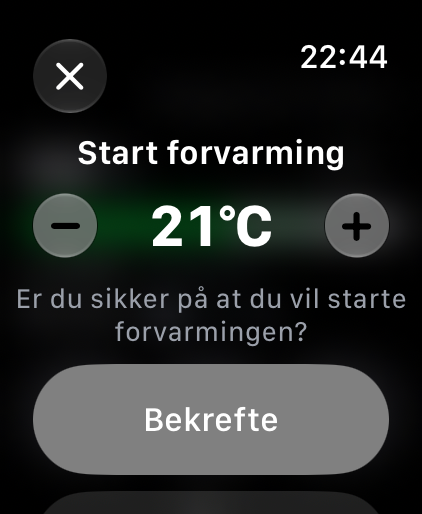 22:44
Start forvarming
21°C
Er du sikker på at du vil starte
forvarmingen?
Bekrefte